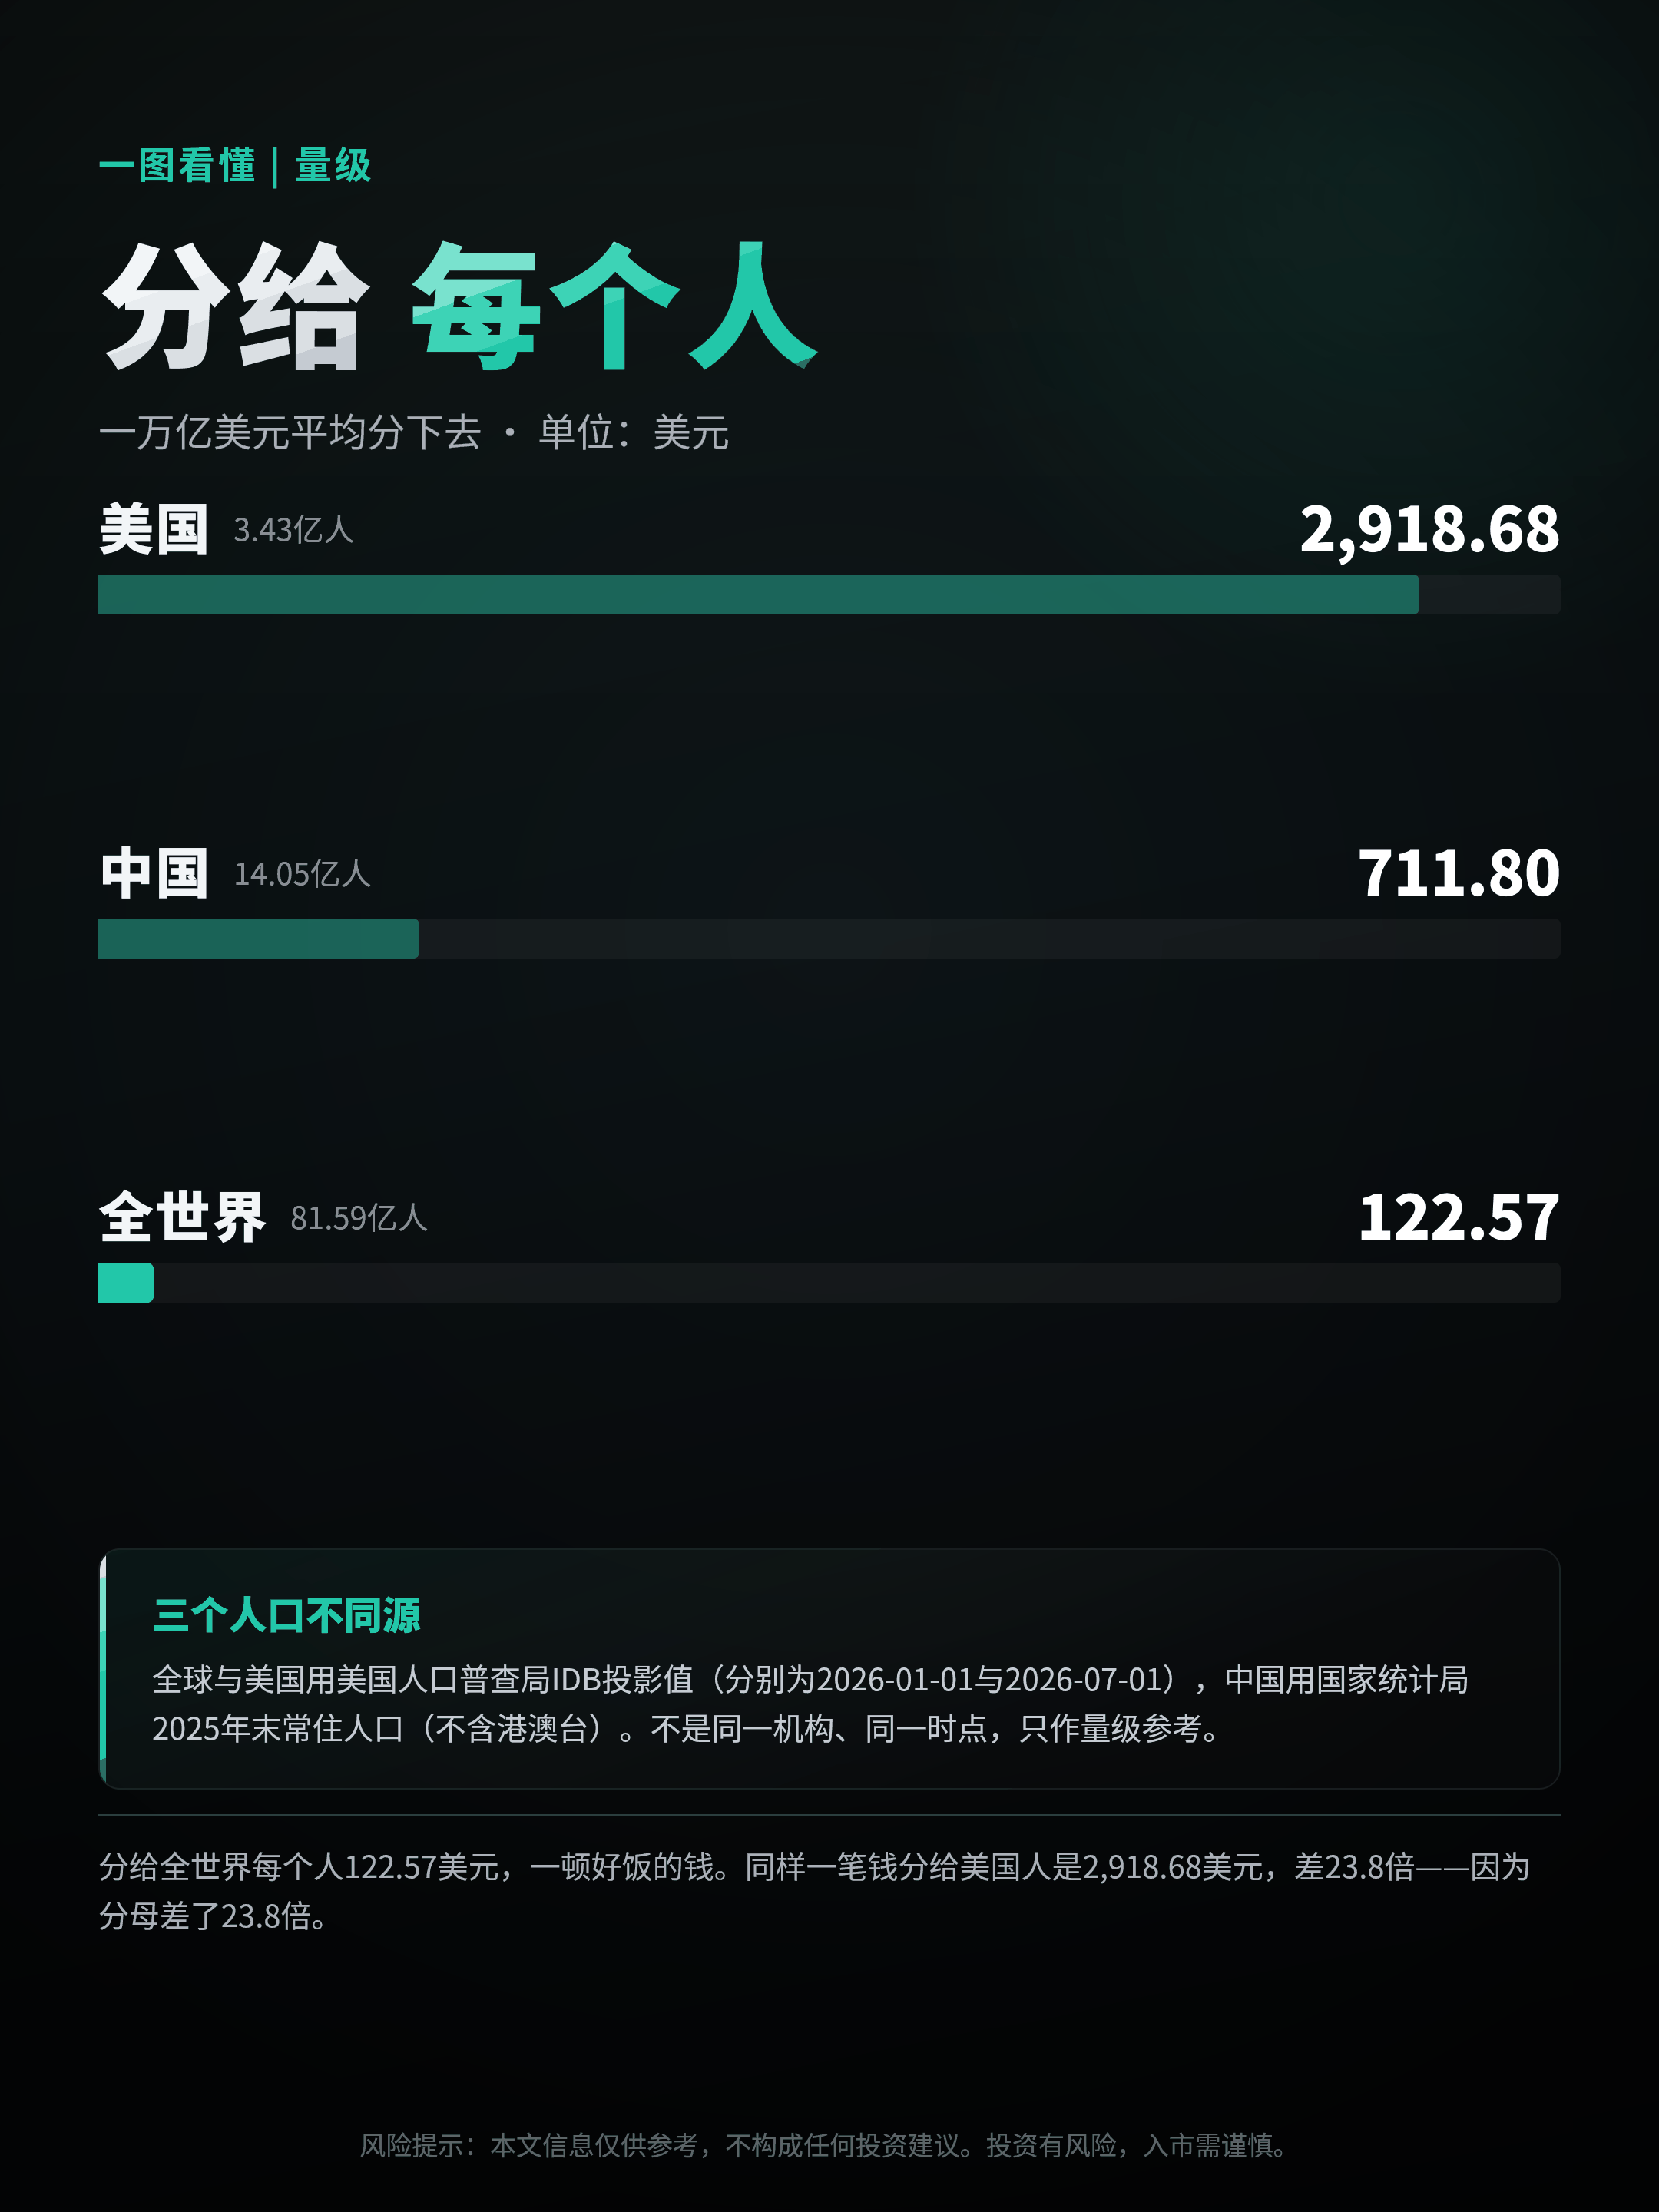 一图看懂 | 量级
分给 每个人
一万亿美元平均分下去 · 单位：美元
美国 3.43亿人 2,918.68
中国 14.05亿人 711.80
全世界 81.59亿人 122.57
三个人口不同源
全球与美国用美国人口普查局IDB投影值（分别为2026-01-01与2026-07-01），中国用国家统计局
2025年末常住人口（不含港澳台）。不是同一机构、同一时点，只作量级参考。
分给全世界每个人122.57美元，一顿好饭的钱。同样一笔钱分给美国人是2,918.68美元，差23.8倍——因为
分母差了23.8倍。
风险提示：本文信息仅供参考，不构成任何投资建议。投资有风险，入市需谨慎。